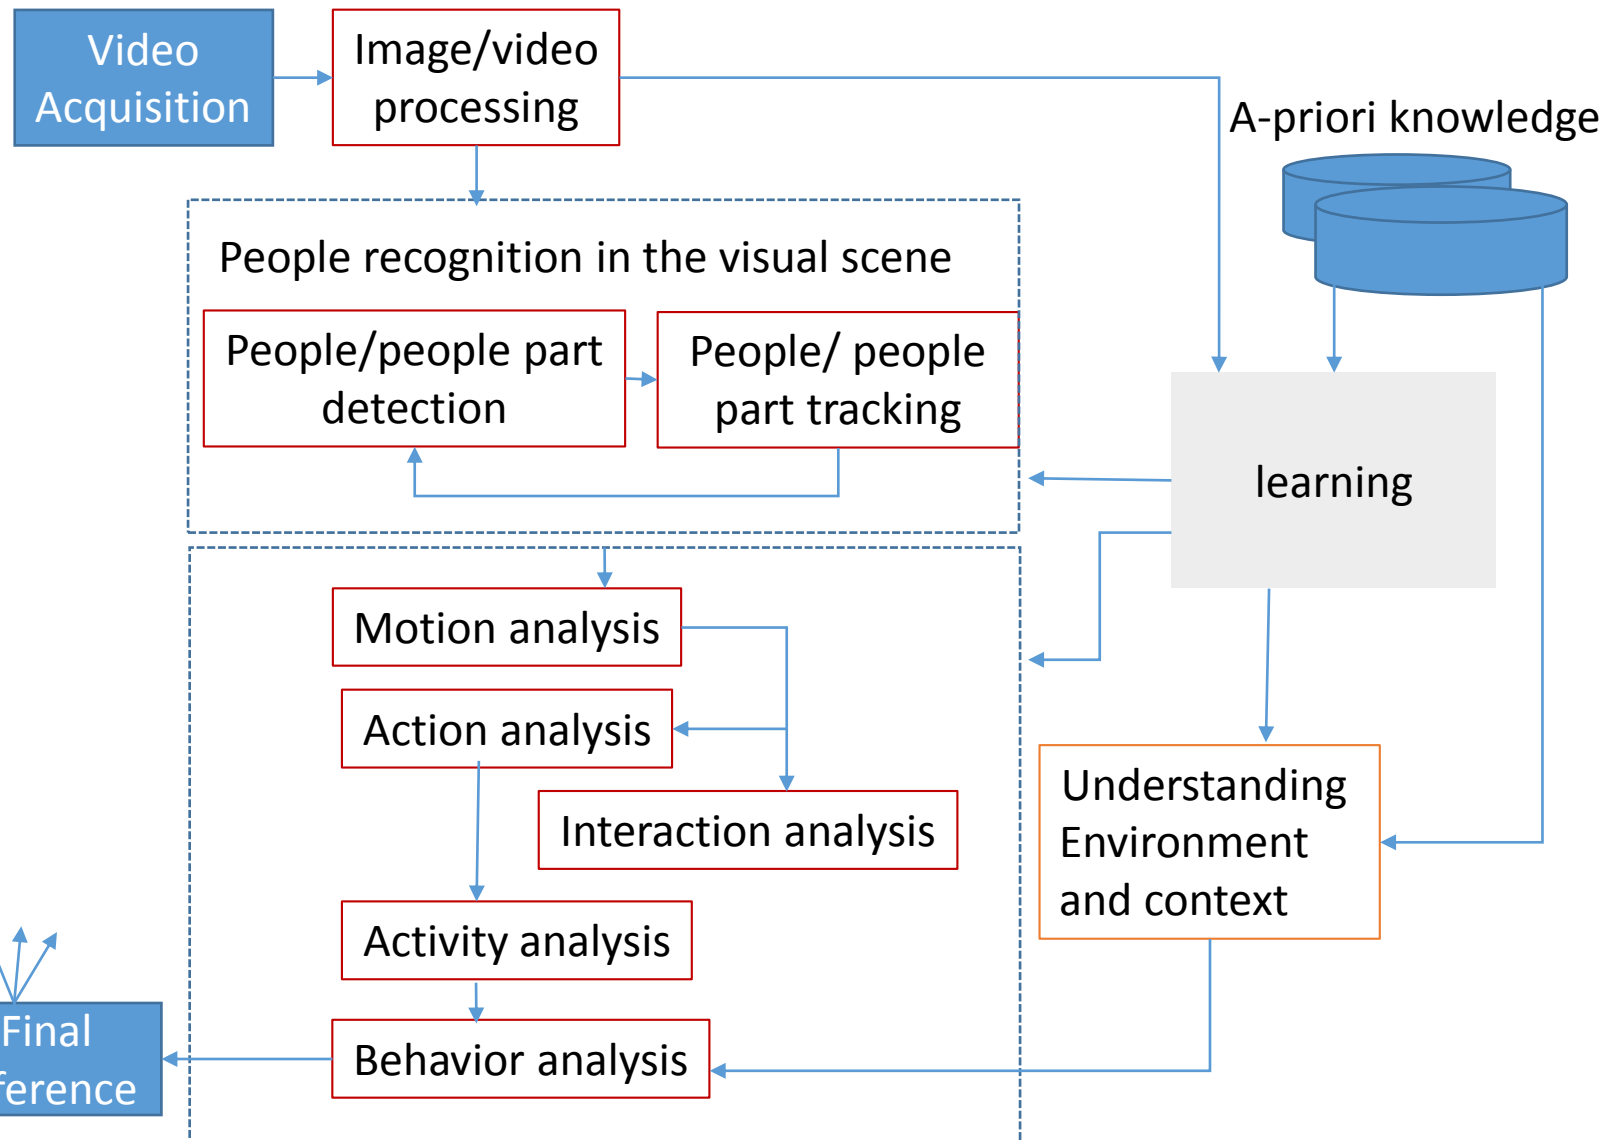 Video
Acquisition
Image/video
processing
A-priori knowledge
People recognition in the visual scene
People/people part
detection
People/ people
part tracking
learning
Motion analysis
Action analysis
Interaction analysis
Understanding
Environment
and context
Activity analysis
Behavior analysis
Final